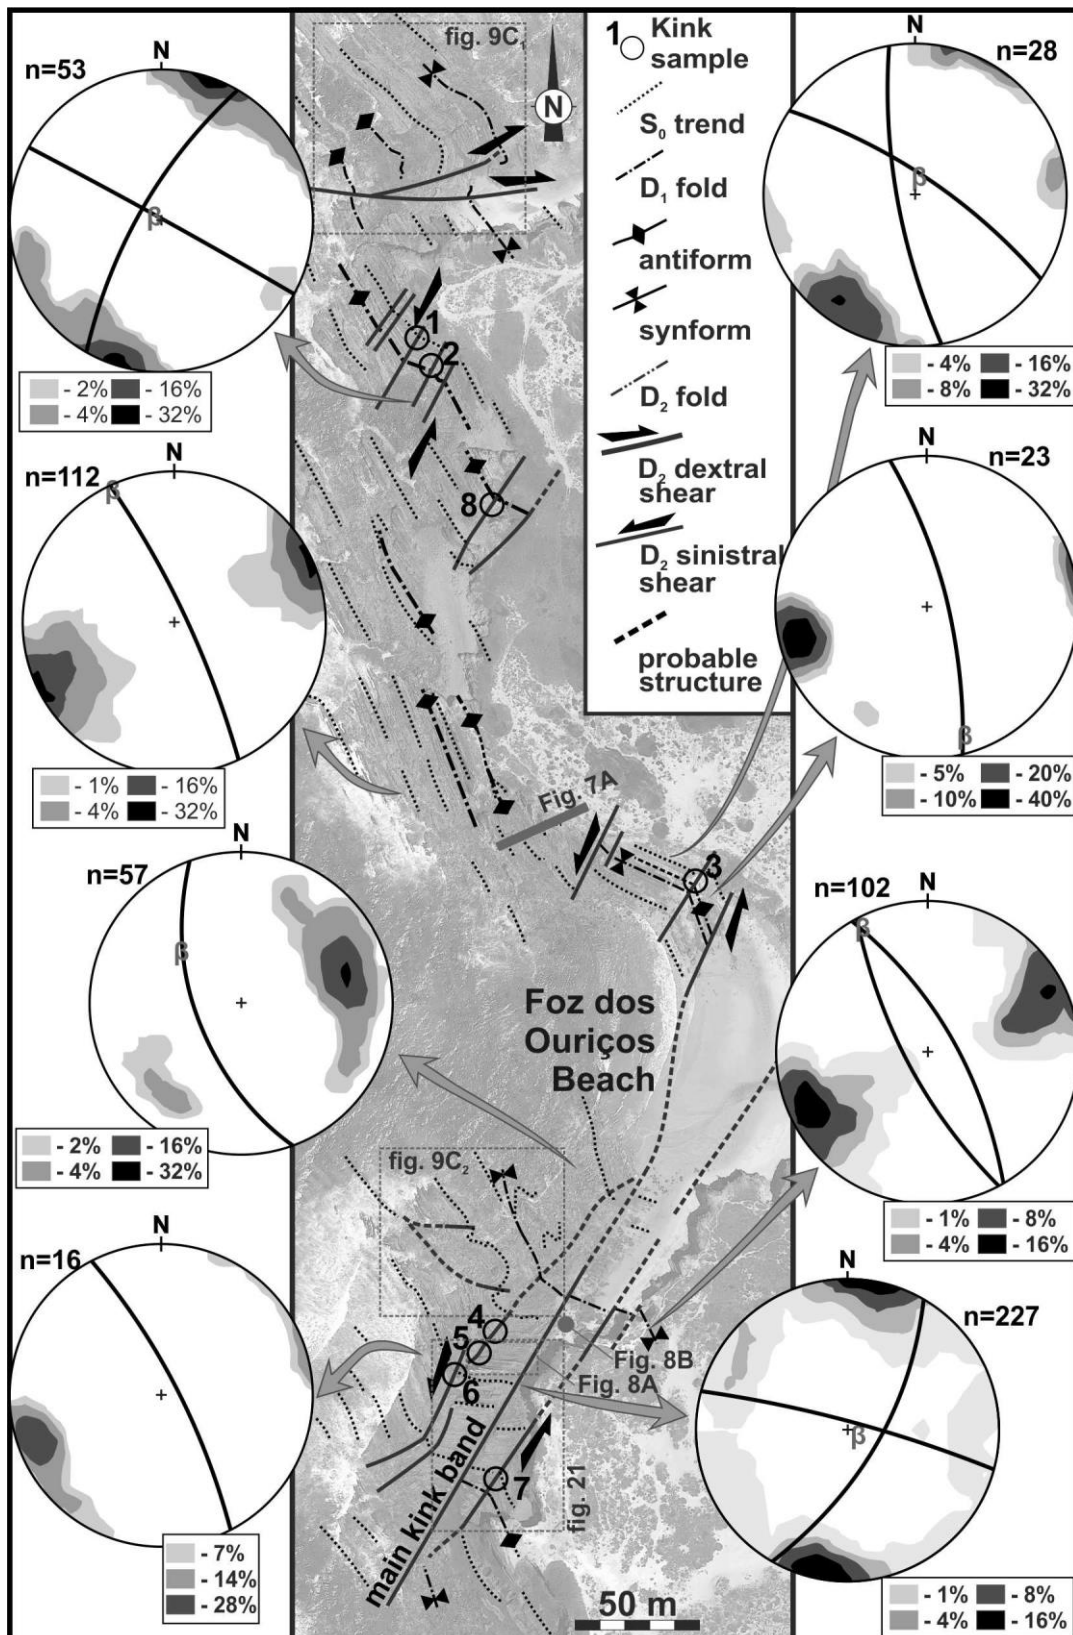 N
n=53
β
- 2%
- 16%
- 4%
- 32%
N
n=112
β
- 1%
- 16%
- 4%
- 32%
N
n=57
β
- 2%
- 16%
- 4%
- 32%
N
n=16
- 7%
- 14%
- 28%
fig. 9C₁
N
1
2
8
Fig. 7A
3
Foz dos
Ouriços
Beach
fig. 9C₂
4
5
6
7
Fig. 8B
Fig. 8A
fig. 21
main kink band
50 m
1 Kink
sample
S₀ trend
D₁ fold
antiform
synform
D₂ fold
D₂ dextral
shear
D₂ sinistral
shear
probable
structure
N
n=28
β
- 4%
- 16%
- 8%
- 32%
N
n=23
β
- 5%
- 20%
- 10%
- 40%
N
n=102
β
- 1%
- 8%
- 4%
- 16%
N
n=227
β
- 1%
- 8%
- 4%
- 16%